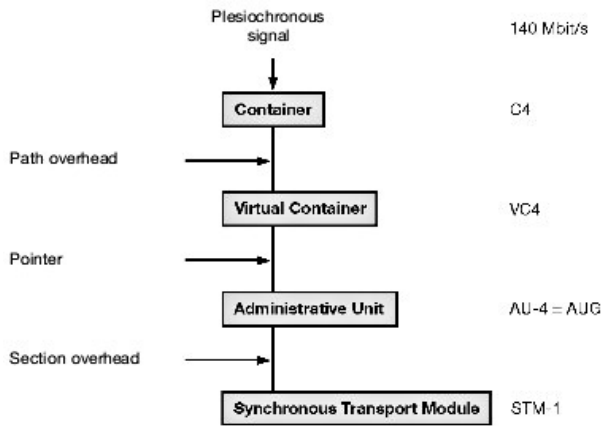 Plesiochronous
signal
140 Mbit/s
Container
C4
Path overhead
Virtual Container
VC4
Pointer
Administrative Unit
AU-4 = AUG
Section overhead
Synchronous Transport Module
STM-1